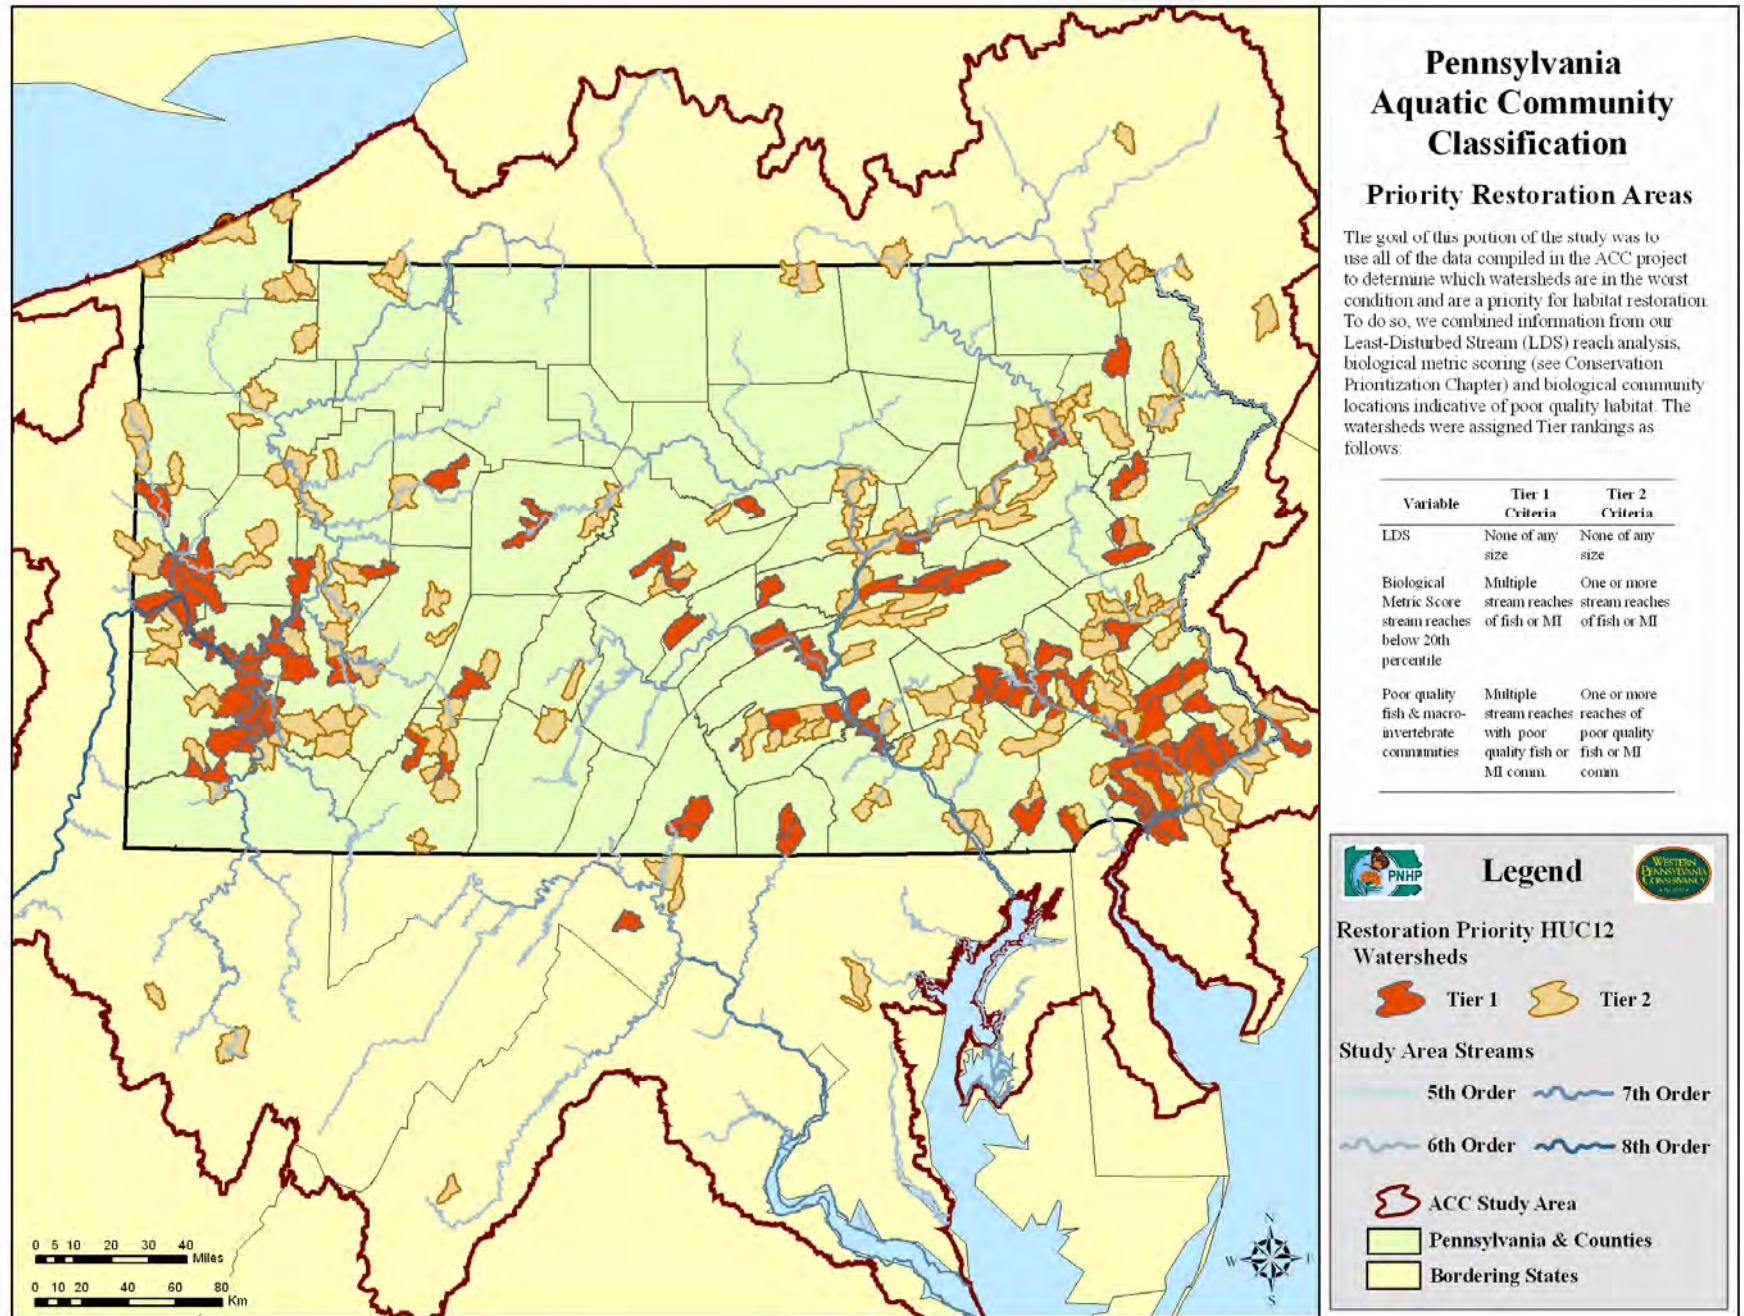 Pennsylvania
Aquatic Community
Classification
Priority Restoration Areas
The goal of this portion of the study was to
use all of the data compiled in the ACC project
to determine which watersheds are in the worst
condition and are a priority for habitat restoration.
To do so, we combined information from our
Least-Disturbed Stream (LDS) reach analysis,
biological metric scoring (see Conservation
Prioritization Chapter) and biological community
locations indicative of poor quality habitat. The
watersheds were assigned Tier rankings as
follows:
Variable Tier 1 Criteria Tier 2 Criteria
LDS None of any size None of any size
Biological Metric Score stream reaches below 20th percentile Multiple stream reaches of fish or MI One or more stream reaches of fish or MI
Poor quality fish & macro-invertebrate communities Multiple stream reaches with poor quality fish or MI comm. One or more reaches of poor quality fish or MI comm.
PNHP
Legend
WESTERN
PENNSYLVANIA
CONSERVANCY
Restoration Priority HUC12
Watersheds
Tier 1 Tier 2
Study Area Streams
5th Order 7th Order
6th Order 8th Order
ACC Study Area
Pennsylvania & Counties
Bordering States
0 5 10 20 30 40
Miles
0 10 20 40 60 80
Km
N
W E
S